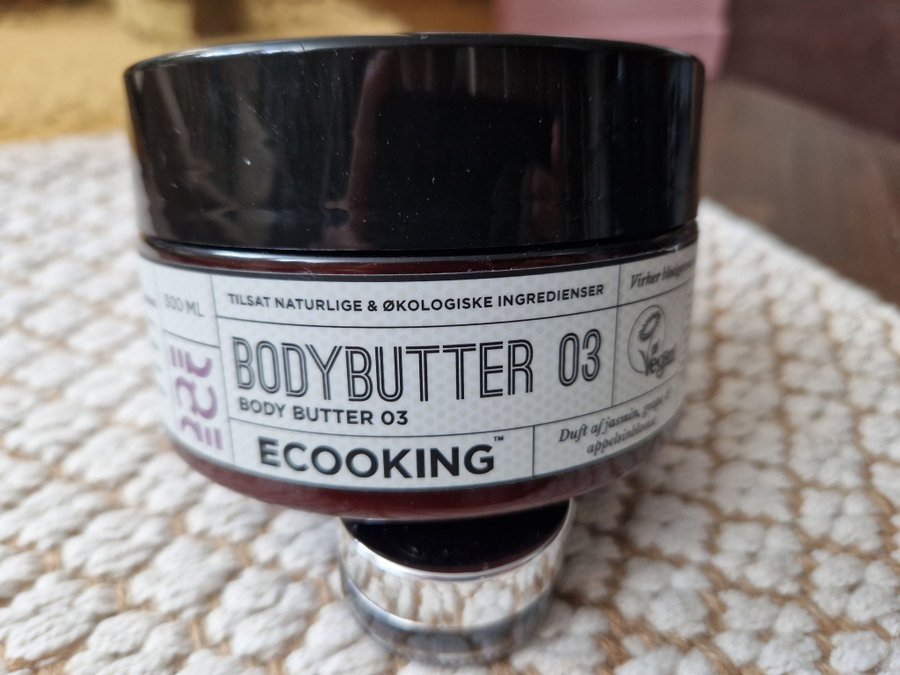 300 ML
TILSAT NATURLIGE & ØKOLOGISKE INGREDIENSER
Virker
BODYBUTTER 03
BODY BUTTER 03
Vegan
ECOOKING™
Duft af jasmin,
appelsinblomst